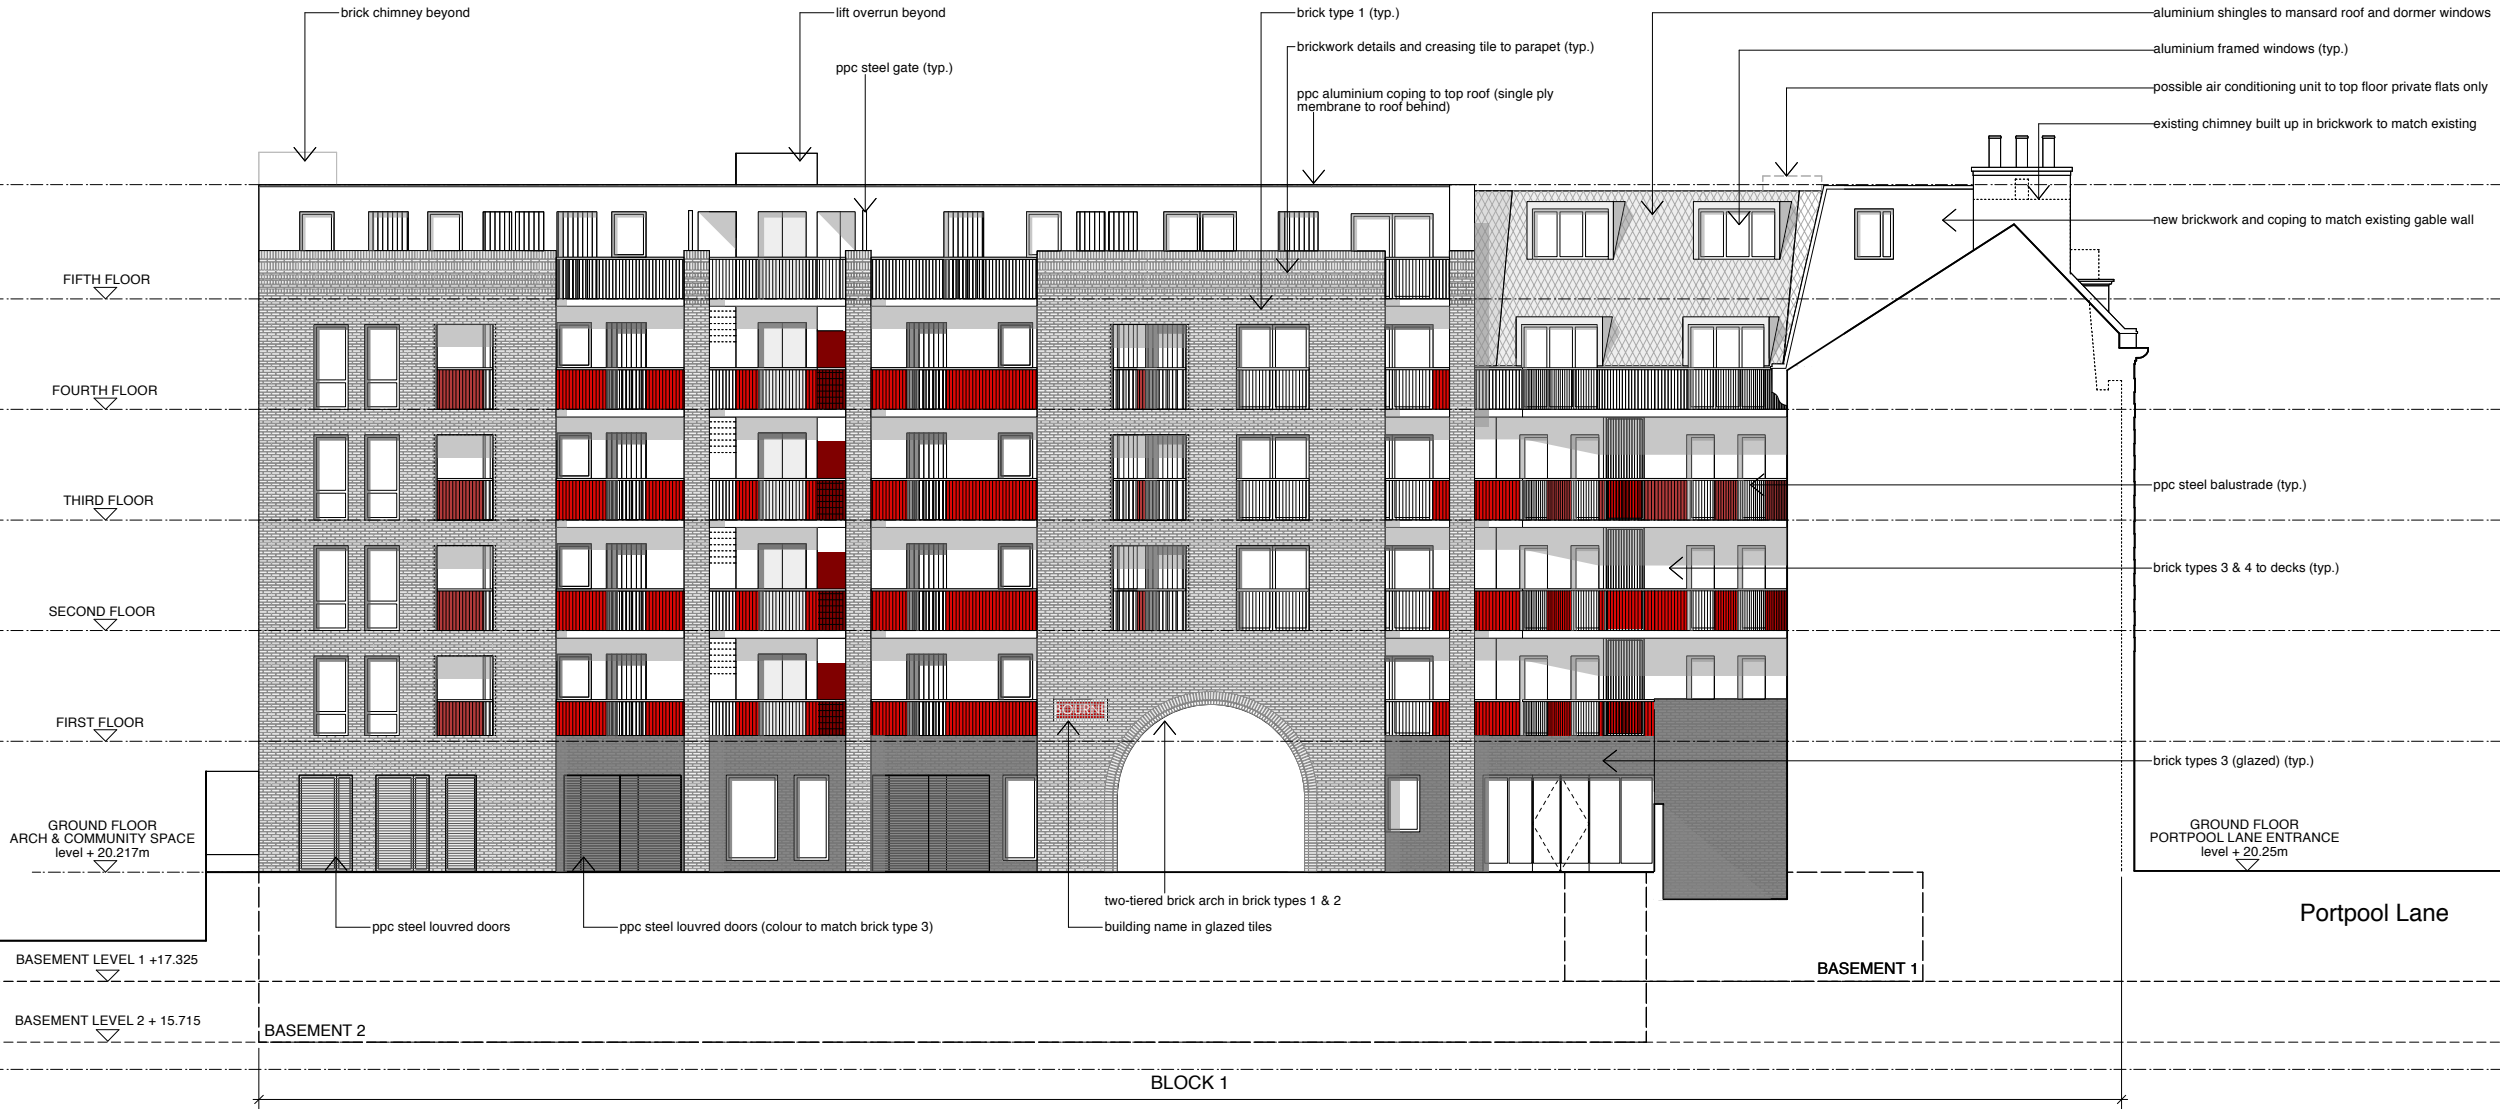 brick chimney beyond
lift overrun beyond
brick type 1 (typ.)
aluminium shingles to mansard roof and dormer windows
brickwork details and creasing tile to parapet (typ.)
aluminium framed windows (typ.)
ppc steel gate (typ.)
possible air conditioning unit to top floor private flats only
ppc aluminium coping to top roof (single ply
membrane to roof behind)
existing chimney built up in brickwork to match existing
new brickwork and coping to match existing gable wall
FIFTH FLOOR
FOURTH FLOOR
THIRD FLOOR
ppc steel balustrade (typ.)
brick types 3 & 4 to decks (typ.)
SECOND FLOOR
FIRST FLOOR
BOURNE
brick types 3 (glazed) (typ.)
GROUND FLOOR
ARCH & COMMUNITY SPACE
level + 20.217m
GROUND FLOOR
PORTPOOL LANE ENTRANCE
level + 20.25m
two-tiered brick arch in brick types 1 & 2
ppc steel louvred doors
ppc steel louvred doors (colour to match brick type 3)
building name in glazed tiles
Portpool Lane
BASEMENT LEVEL 1 +17.325
BASEMENT 1
BASEMENT LEVEL 2 + 15.715
BASEMENT 2
BLOCK 1